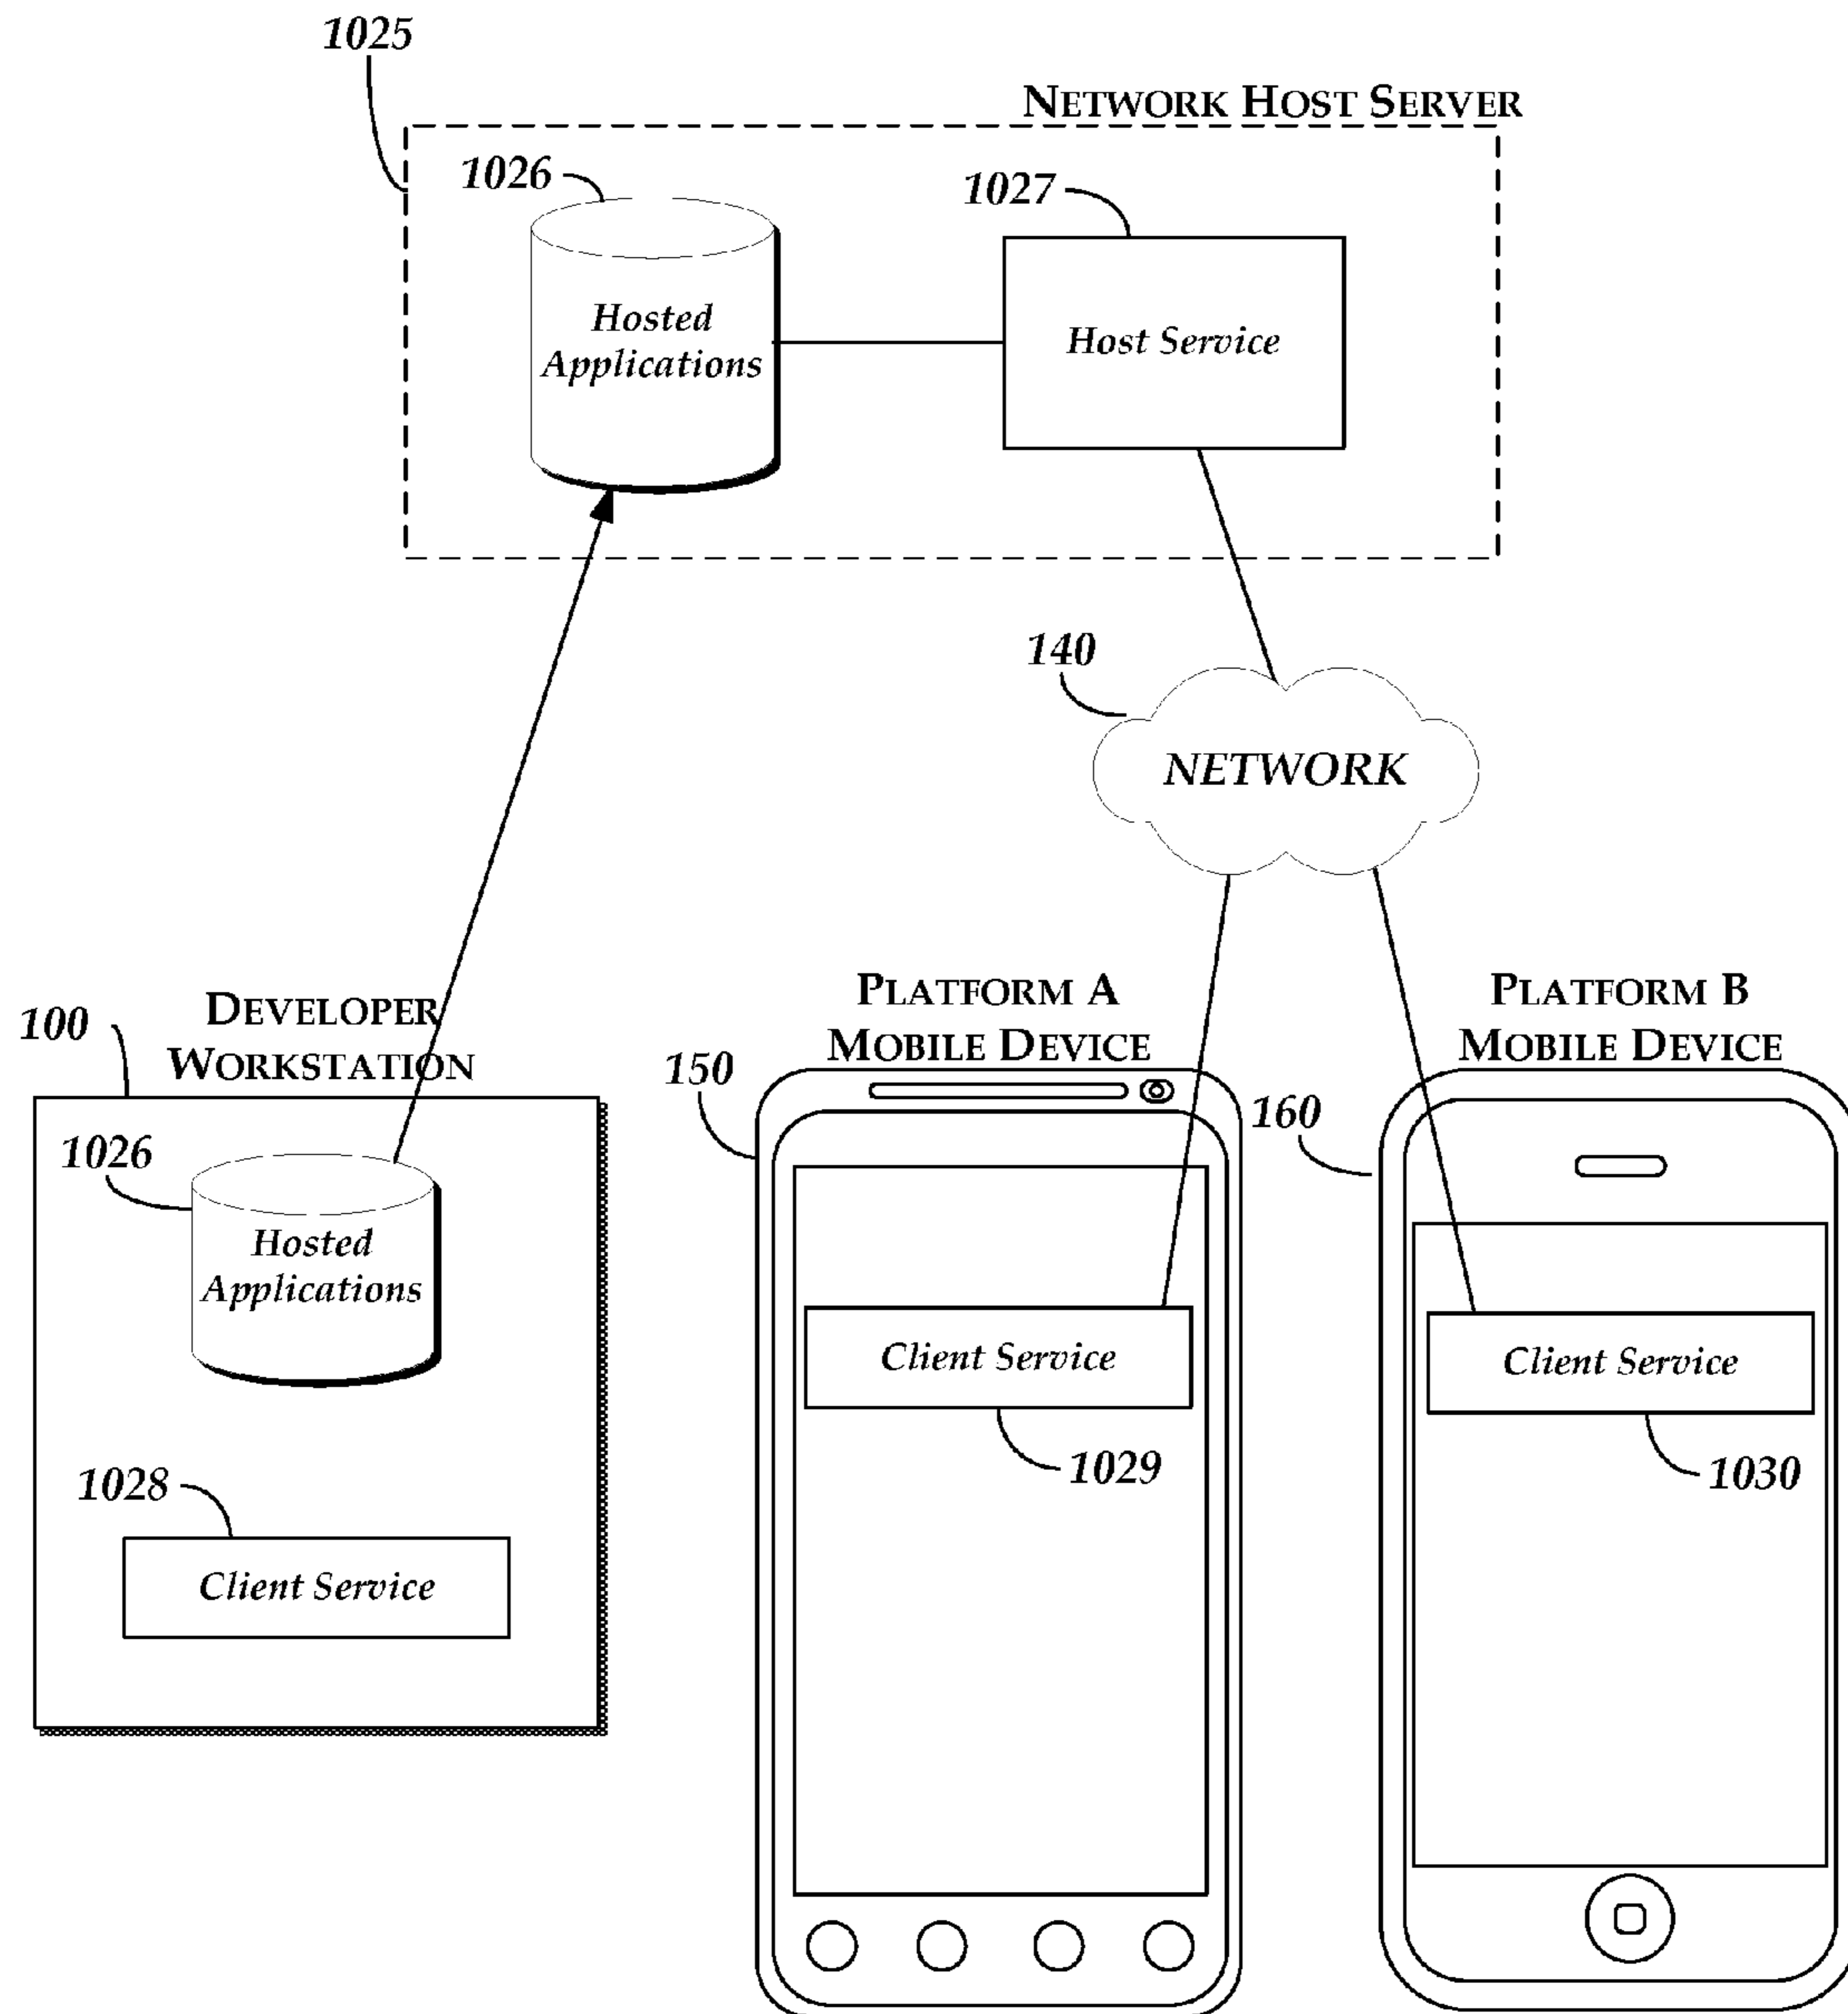 1025
NETWORK HOST SERVER
1026
1027
Hosted
Applications
Host Service
140
NETWORK
PLATFORM A
MOBILE DEVICE
PLATFORM B
MOBILE DEVICE
100
DEVELOPER
WORKSTATION
150
160
1026
Hosted
Applications
Client Service
Client Service
1029
1030
1028
Client Service